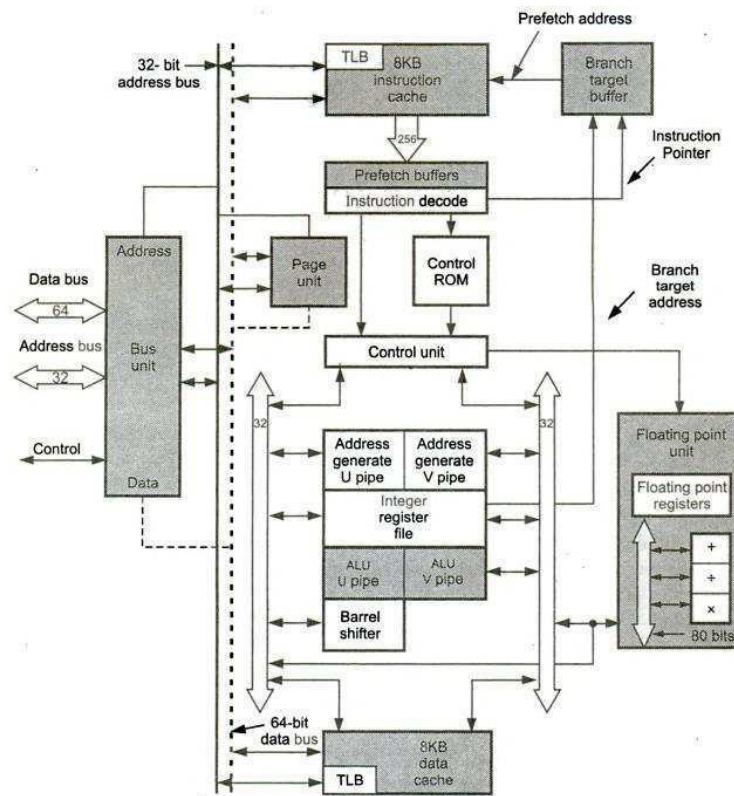 Prefetch address
TLB
8KB
instruction
cache
Branch
target
buffer
32- bit
address bus
256
Instruction
Pointer
Prefetch buffers
Instruction decode
Address
Page
unit
Control
ROM
Data bus
64
Branch
target
address
Address bus
32
Bus
unit
Control unit
32
32
Floating point
unit
Control
Address
generate
U pipe
Address
generate
V pipe
Data
Floating point
registers
Integer
register
file
ALU
U pipe
ALU
V pipe
+
÷
×
Barrel
shifter
80 bits
64-bit
data bus
8KB
data
cache
TLB